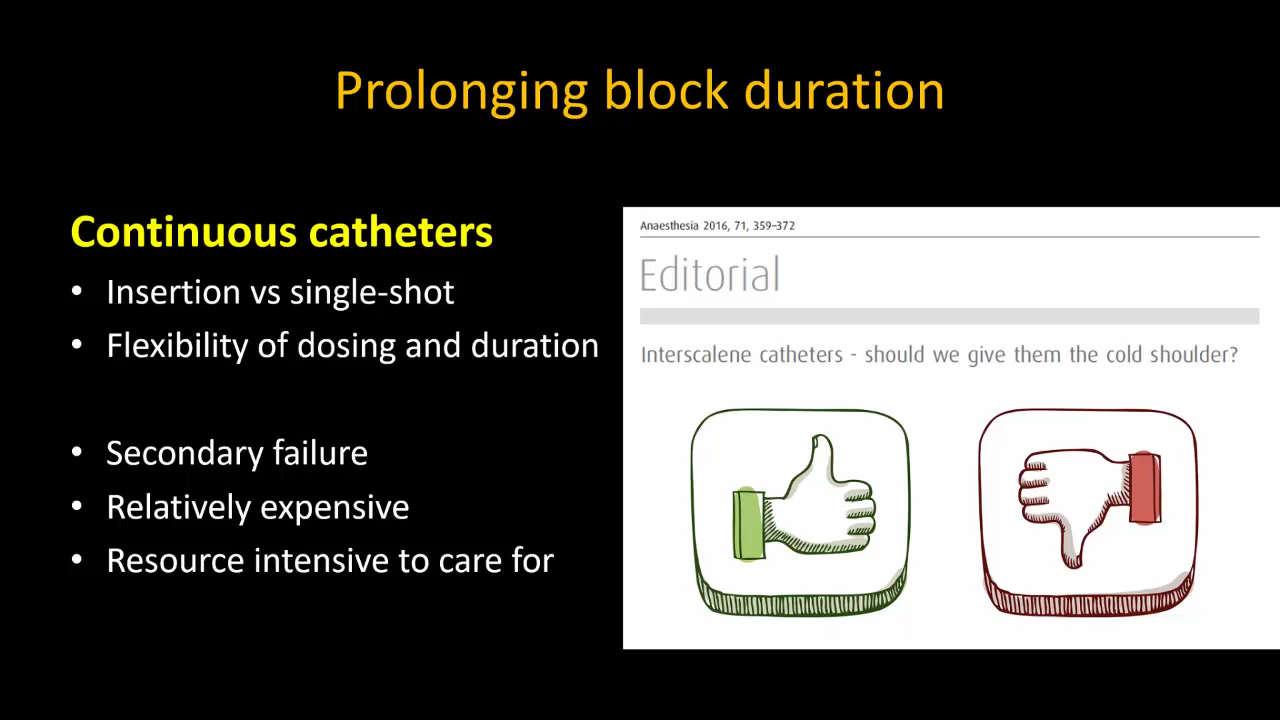 Prolonging block duration
Continuous catheters
• Insertion vs single-shot
• Flexibility of dosing and duration
• Secondary failure
• Relatively expensive
• Resource intensive to care for
Anaesthesia 2016, 71, 359–372
Editorial
Interscalene catheters - should we give them the cold shoulder?